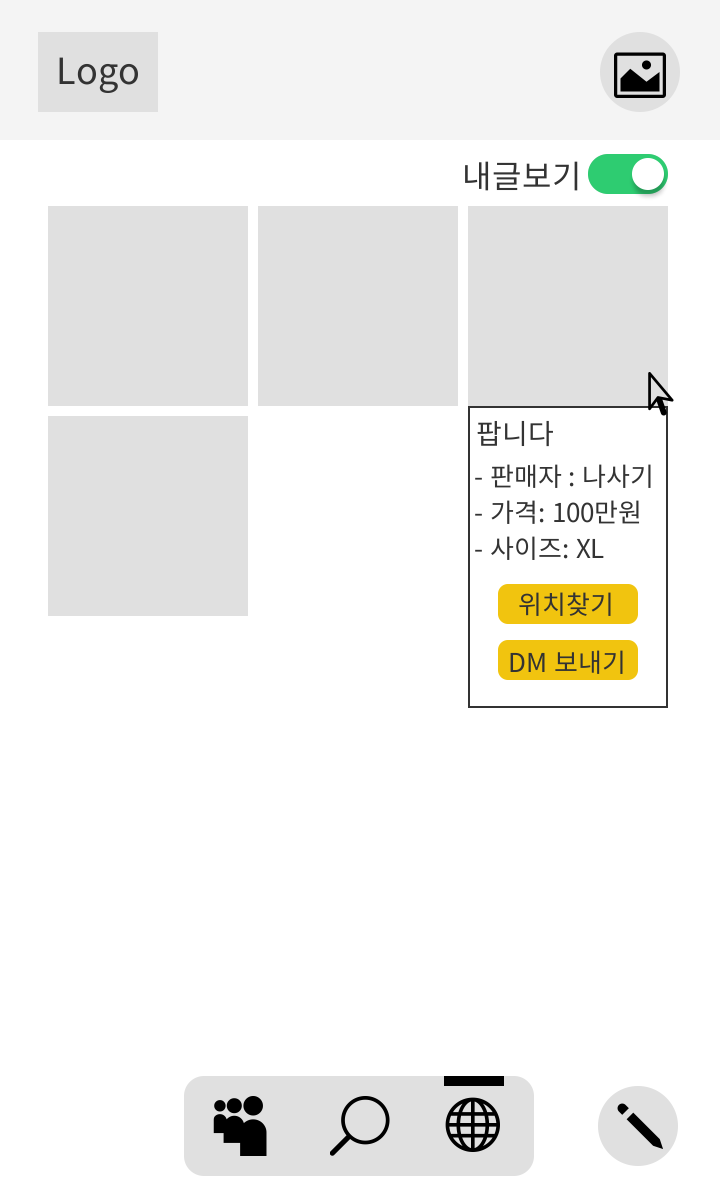 Logo
내글보기
팝니다
- 판매자 : 나사기
- 가격: 100만원
- 사이즈: XL
위치찾기
DM 보내기